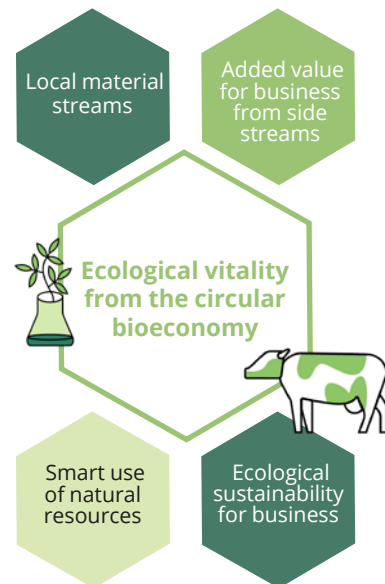 Local material
streams
Added value
for business
from side
streams
Ecological vitality
from the circular
bioeconomy
Smart use
of natural
resources
Ecological
sustainability
for business